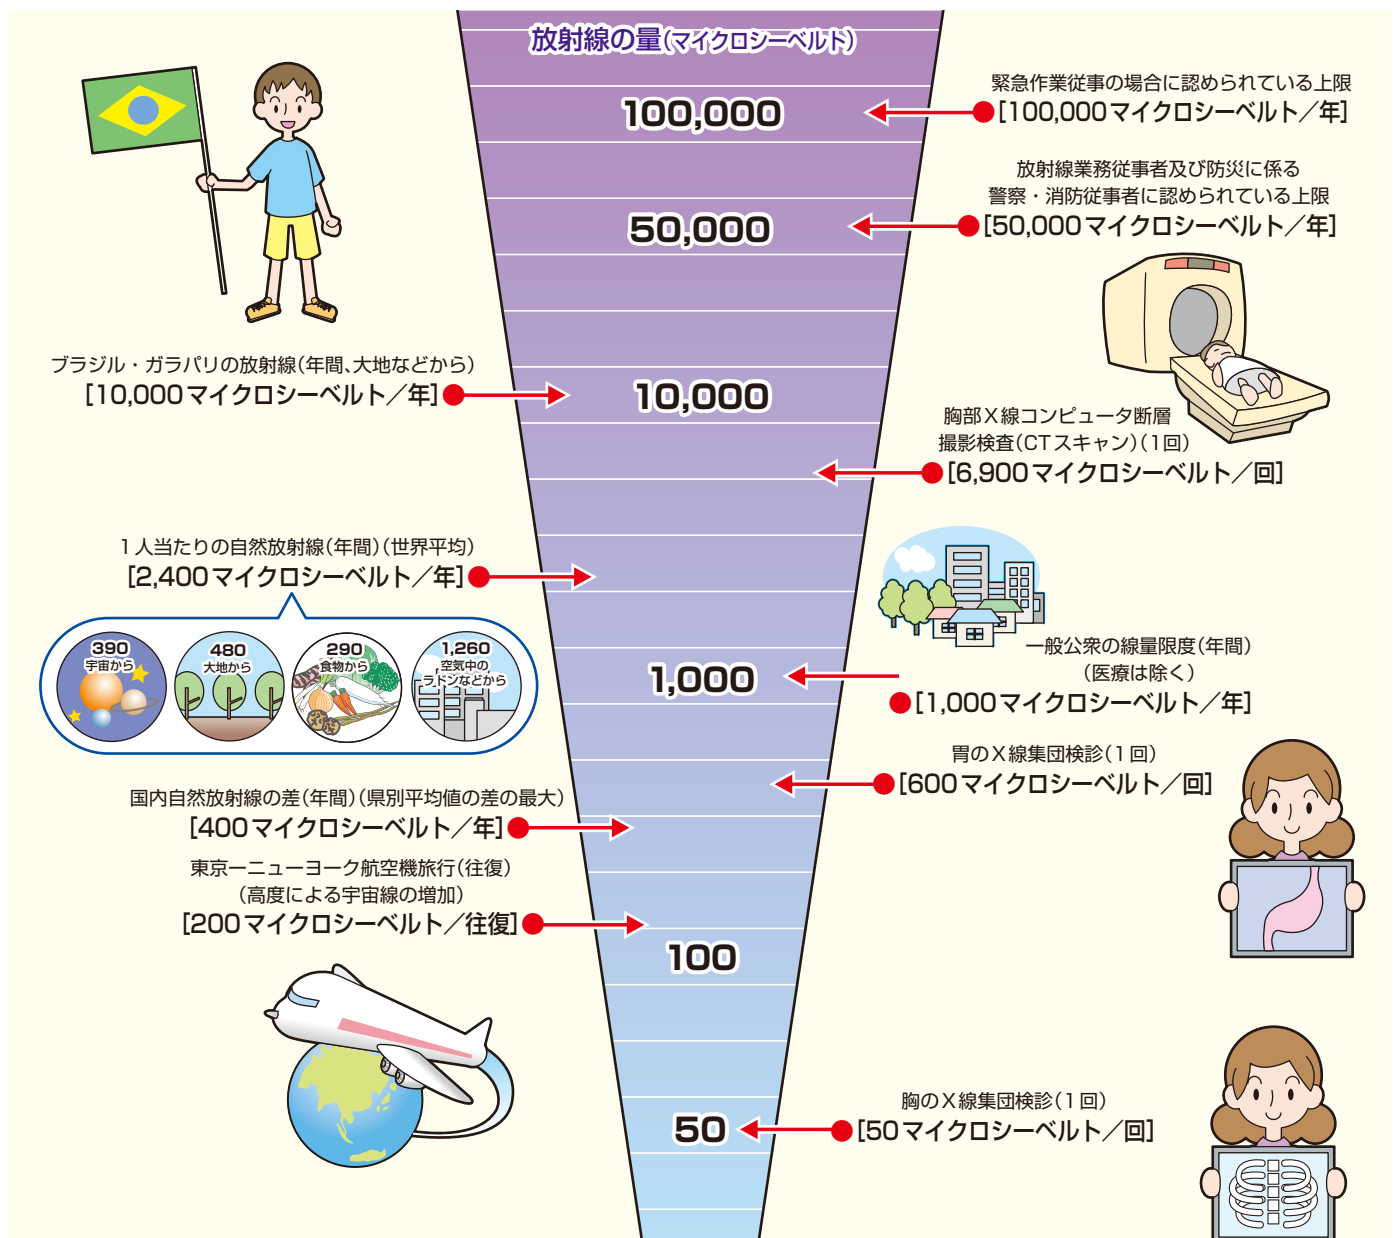 放射線の量(マイクロシーベルト)
100,000
緊急作業従事の場合に認められている上限
[100,000マイクロシーベルト／年]
放射線業務従事者及び防災に係る
警察・消防従事者に認められている上限
50,000
[50,000マイクロシーベルト／年]
ブラジル・ガラパリの放射線(年間、大地などから)
[10,000マイクロシーベルト／年]
10,000
胸部X線コンピュータ断層
撮影検査(CTスキャン)(1回)
[6,900マイクロシーベルト／回]
1人当たりの自然放射線(年間)(世界平均)
[2,400マイクロシーベルト／年]
390
宇宙から
480
大地から
290
食物から
1,260
空気中の
ラドンなどから
1,000
一般公衆の線量限度(年間)
(医療は除く)
[1,000マイクロシーベルト／年]
胃のX線集団検診(1回)
[600マイクロシーベルト／回]
国内自然放射線の差(年間)(県別平均値の差の最大)
[400マイクロシーベルト／年]
東京ーニューヨーク航空機旅行(往復)
(高度による宇宙線の増加)
[200マイクロシーベルト／往復]
100
胸のX線集団検診(1回)
50
[50マイクロシーベルト／回]